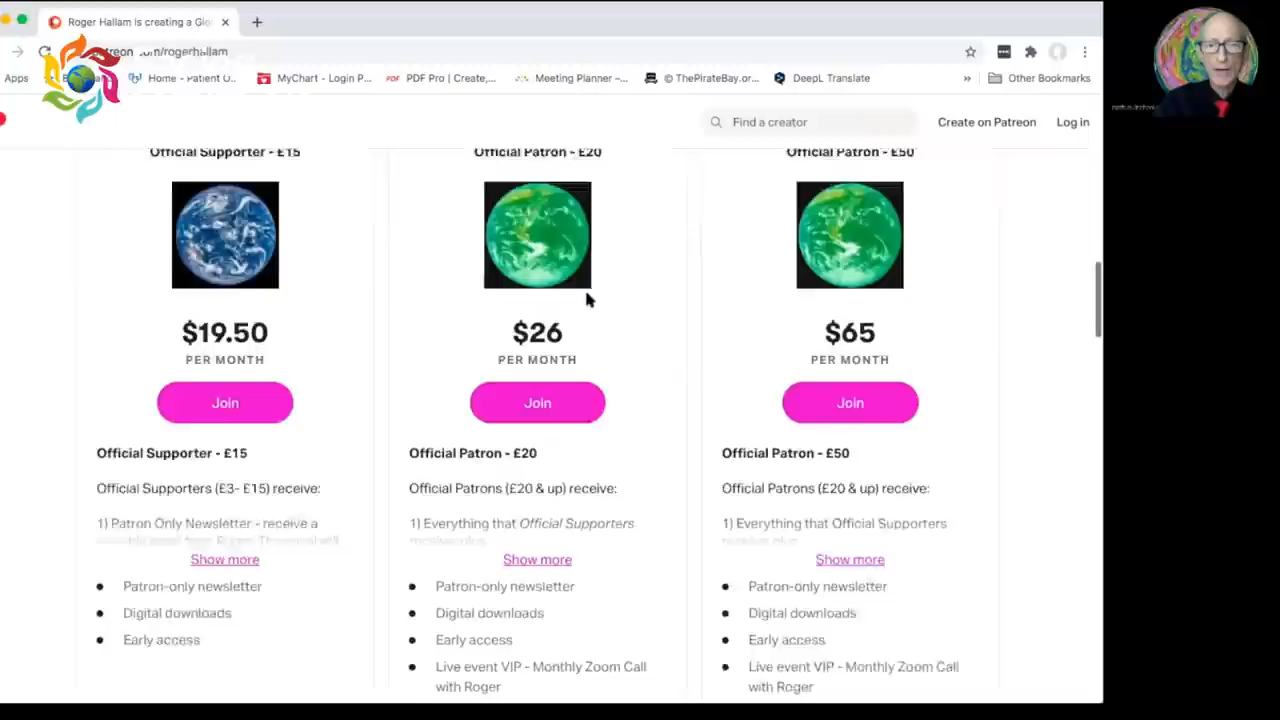 Roger Hallam is creating a Glo
patreon.com/rogerhallam
Apps
Home - Patient O...
MyChart - Login P...
PDF Pro | Create,...
Meeting Planner –...
© ThePirateBay.or...
DeepL Translate
»
Other Bookmarks
Find a creator
Create on Patreon
Log in
Official Supporter - £15
Official Patron - £20
Official Patron - £50
$19.50
$26
$65
PER MONTH
PER MONTH
PER MONTH
Join
Join
Join
Official Supporter - £15
Official Supporters (£3- £15) receive:
1) Patron Only Newsletter - receive a
Show more
Patron-only newsletter
Digital downloads
Early access
Official Patron - £20
Official Patrons (£20 & up) receive:
1) Everything that Official Supporters
Show more
Patron-only newsletter
Digital downloads
Early access
Live event VIP - Monthly Zoom Call
with Roger
Official Patron - £50
Official Patrons (£20 & up) receive:
1) Everything that Official Supporters
Show more
Patron-only newsletter
Digital downloads
Early access
Live event VIP - Monthly Zoom Call
with Roger